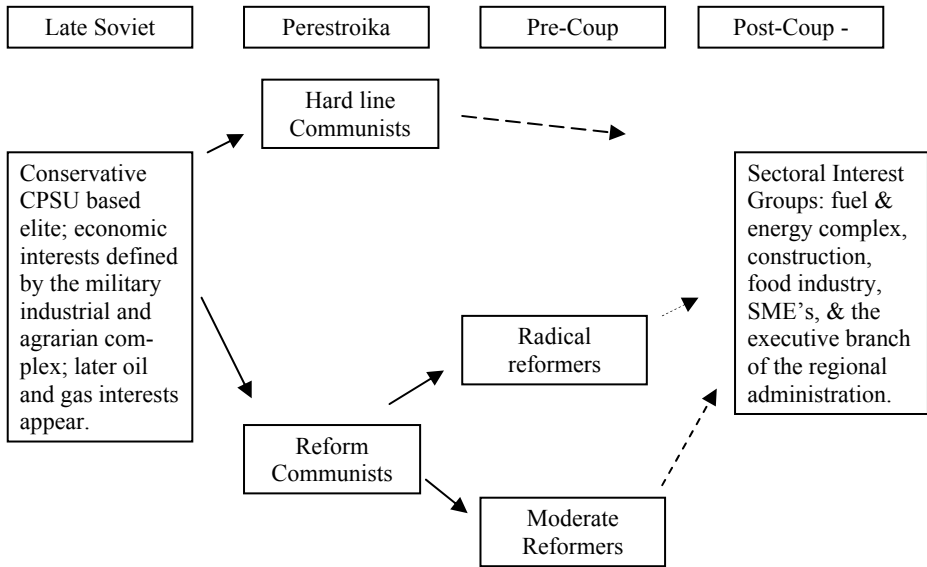 Late Soviet
Perestroika
Pre-Coup
Post-Coup -
Hard line
Communists
Conservative
CPSU based
elite; economic
interests defined
by the military
industrial and
agrarian com-
plex; later oil
and gas interests
appear.
Reform
Communists
Radical
reformers
Moderate
Reformers
Sectoral Interest
Groups: fuel &
energy complex,
construction,
food industry,
SME's, & the
executive branch
of the regional
administration.